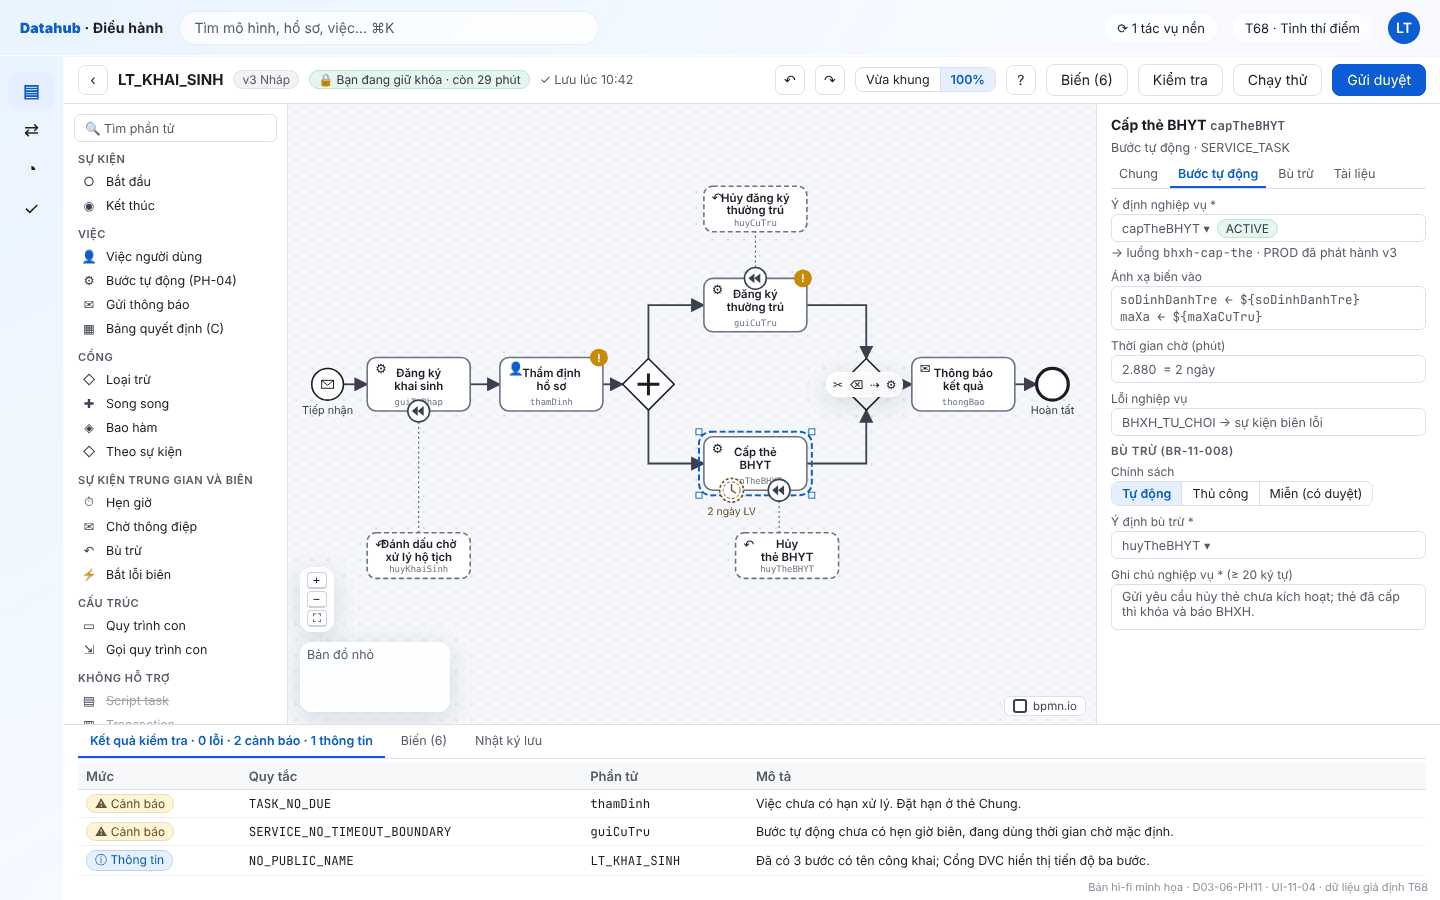 Datahub · Điều hành
Tìm mô hình, hồ sơ, việc... ⌘K
⟳ 1 tác vụ nền
T68 · Tỉnh thí điểm
LT
‹
LT_KHAI_SINH
v3 Nháp
🔒 Bạn đang giữ khóa · còn 29 phút
✓ Lưu lúc 10:42
↶
↷
Vừa khung
100%
?
Biến (6)
Kiểm tra
Chạy thử
Gửi duyệt
🔍 Tìm phần tử
SỰ KIỆN
Bắt đầu
Kết thúc
VIỆC
Việc người dùng
Bước tự động (PH-04)
Gửi thông báo
Bảng quyết định (C)
CỔNG
Loại trừ
Song song
Bao hàm
Theo sự kiện
SỰ KIỆN TRUNG GIAN VÀ BIÊN
Hẹn giờ
Chờ thông điệp
Bù trừ
Bắt lỗi biên
CẤU TRÚC
Quy trình con
Gọi quy trình con
KHÔNG HỖ TRỢ
Script task
Transaction
Hủy đăng ký
thường trú
huyCuTru
!
Đăng ký
thường trú
guiCuTru
Tiếp nhận
Đăng ký
khai sinh
!
Thẩm định
hồ sơ
thamDinh
Thông báo
kết quả
thongBao
Hoàn tất
Cấp thẻ
BHYT
2 ngày LV
Đánh dấu chờ
xử lý hộ tịch
huyKhaiSinh
Hủy
thẻ BHYT
huyTheBHYT
+
−
Bản đồ nhỏ
bpmn.io
Cấp thẻ BHYT capTheBHYT
Bước tự động · SERVICE_TASK
Chung
Bước tự động
Bù trừ
Tài liệu
Ý định nghiệp vụ *
capTheBHYT ▾ ACTIVE
→ luồng bhxh-cap-the · PROD đã phát hành v3
Ánh xạ biến vào
soDinhDanhTre ← ${soDinhDanhTre}
maXa ← ${maXaCuTru}
Thời gian chờ (phút)
2.880 = 2 ngày
Lỗi nghiệp vụ
BHXH_TU_CHOI → sự kiện biên lỗi
BÙ TRỪ (BR-11-008)
Chính sách
Tự động
Thủ công
Miễn (có duyệt)
Ý định bù trừ *
huyTheBHYT ▾
Ghi chú nghiệp vụ * (≥ 20 ký tự)
Gửi yêu cầu hủy thẻ chưa kích hoạt; thẻ đã cấp
thì khóa và báo BHXH.
Kết quả kiểm tra · 0 lỗi · 2 cảnh báo · 1 thông tin
Biến (6)
Nhật ký lưu
Mức
Quy tắc
Phần tử
Mô tả
⚠ Cảnh báo
TASK_NO_DUE
thamDinh
Việc chưa có hạn xử lý. Đặt hạn ở thẻ Chung.
⚠ Cảnh báo
SERVICE_NO_TIMEOUT_BOUNDARY
guiCuTru
Bước tự động chưa có hẹn giờ biên, đang dùng thời gian chờ mặc định.
ⓘ Thông tin
NO_PUBLIC_NAME
LT_KHAI_SINH
Đã có 3 bước có tên công khai; Cổng DVC hiển thị tiến độ ba bước.
Bản hi-fi minh họa · D03-06-PH11 · UI-11-04 · dữ liệu giả định T68